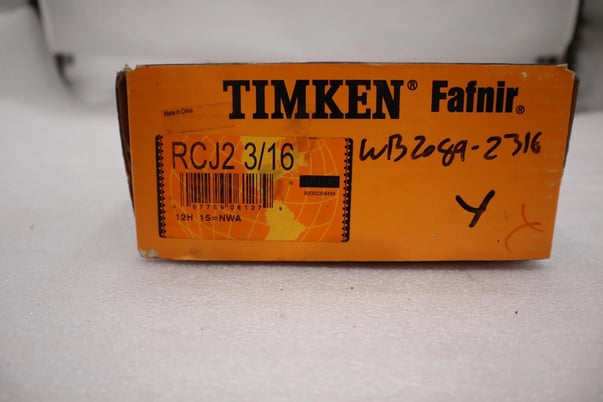 TIMKEN® Fafnir®
Made in China
RCJ2 3/16
WB2089-2316
12H 15=NWA
Y